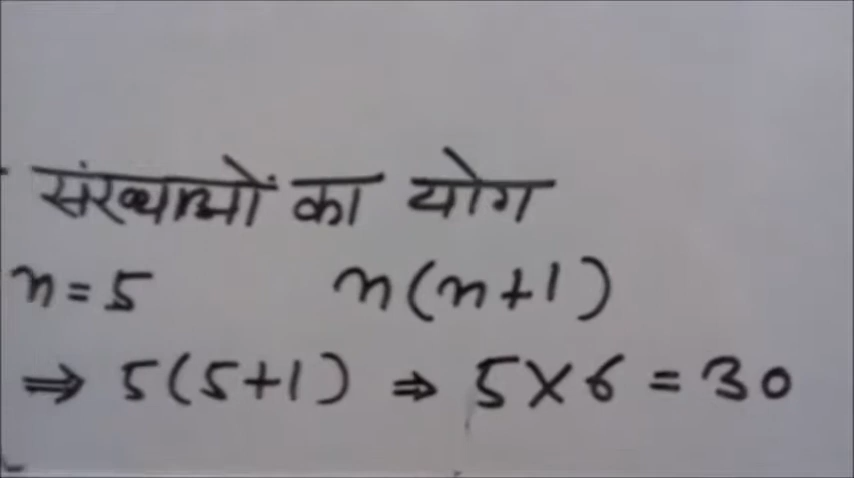 संख्याओं का योग
n = 5 n(n+1)
⇒ 5(5+1) ⇒ 5×6 = 30